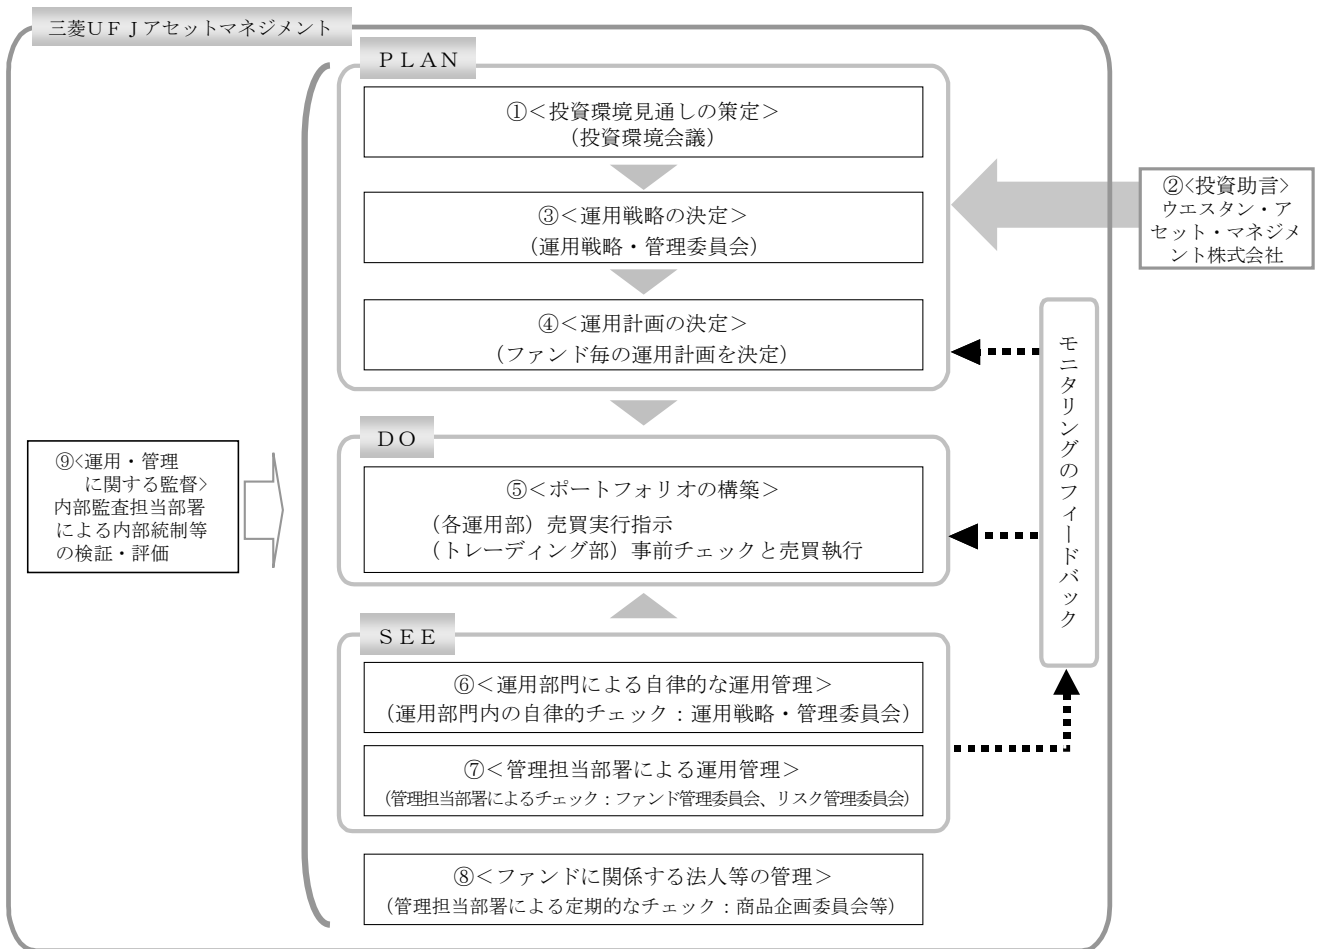 三菱ＵＦＪアセットマネジメント
ＰＬＡＮ
①＜投資環境見通しの策定＞
（投資環境会議）
③＜運用戦略の決定＞
（運用戦略・管理委員会）
④＜運用計画の決定＞
（ファンド毎の運用計画を決定）
②<投資助言>
ウエスタン・ア
セット・マネジメ
ント株式会社
モニタリングのフィードバック
ＤＯ
⑤＜ポートフォリオの構築＞
（各運用部）売買実行指示
（トレーディング部）事前チェックと売買執行
⑨<運用・管理
に関する監督>
内部監査担当部署
による内部統制等
の検証・評価
ＳＥＥ
⑥＜運用部門による自律的な運用管理＞
（運用部門内の自律的チェック：運用戦略・管理委員会）
⑦＜管理担当部署による運用管理＞
（管理担当部署によるチェック：ファンド管理委員会、リスク管理委員会）
⑧＜ファンドに関係する法人等の管理＞
（管理担当部署による定期的なチェック：商品企画委員会等）